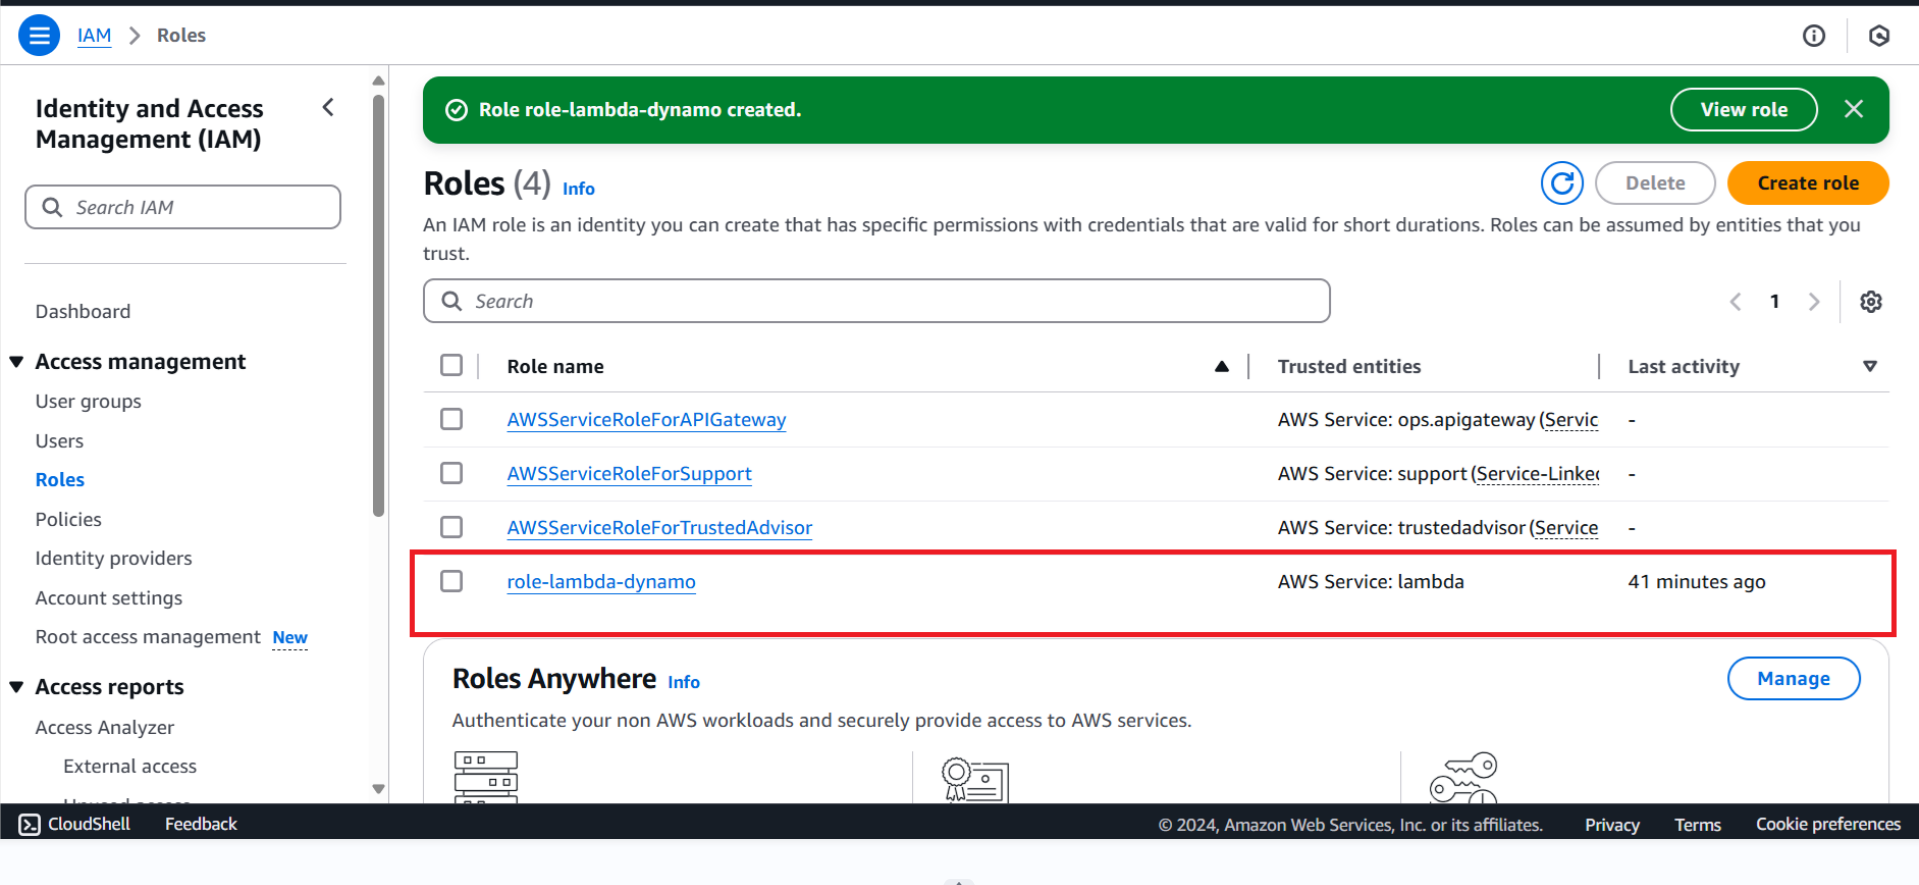 IAM > Roles
Identity and Access
Management (IAM)
Search IAM
Dashboard
Access management
User groups
Users
Roles
Policies
Identity providers
Account settings
Root access management New
Access reports
Access Analyzer
External access
Role role-lambda-dynamo created.
View role
Roles (4) Info
Delete
Create role
An IAM role is an identity you can create that has specific permissions with credentials that are valid for short durations. Roles can be assumed by entities that you
trust.
Search
1
Role name Trusted entities Last activity
AWSServiceRoleForAPIGateway AWS Service: ops.apigateway (Servic -
AWSServiceRoleForSupport AWS Service: support (Service-Linked -
AWSServiceRoleForTrustedAdvisor AWS Service: trustedadvisor (Service -
role-lambda-dynamo AWS Service: lambda 41 minutes ago
Roles Anywhere Info
Manage
Authenticate your non AWS workloads and securely provide access to AWS services.
CloudShell Feedback © 2024, Amazon Web Services, Inc. or its affiliates. Privacy Terms Cookie preferences